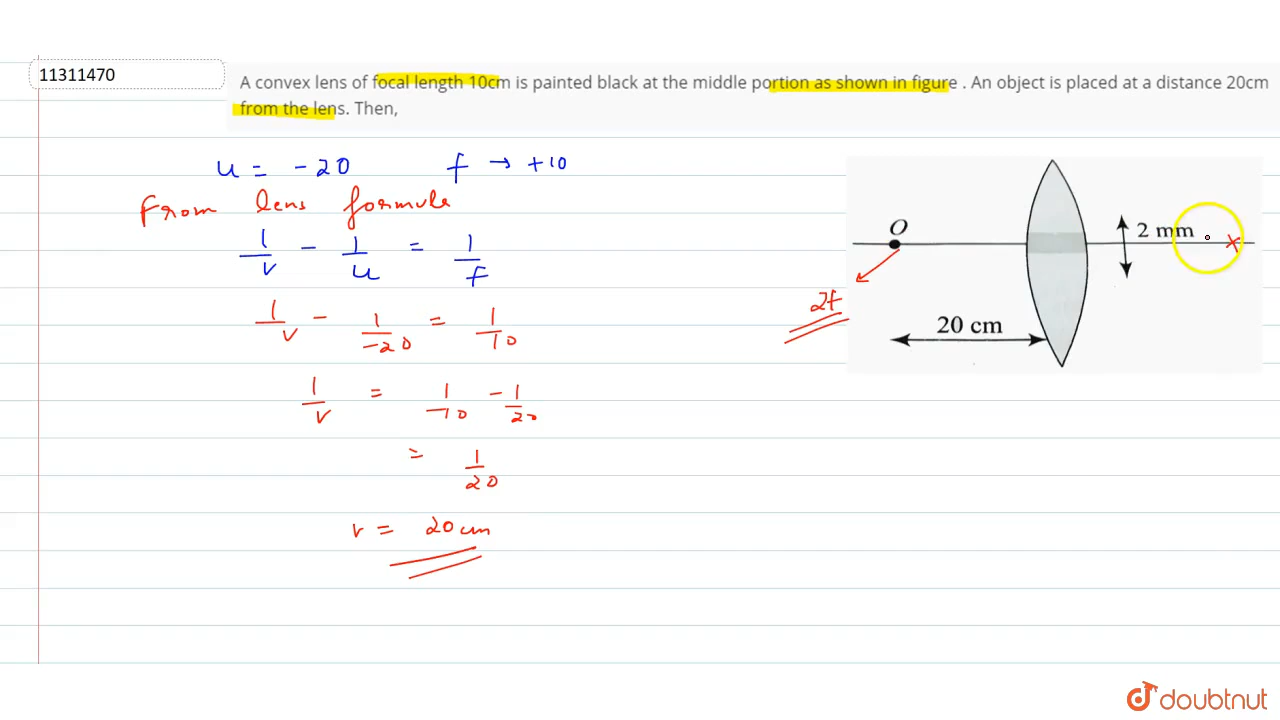 11311470
A convex lens of focal length 10cm is painted black at the middle portion as shown in figure . An object is placed at a distance 20cm
from the lens. Then,
u = - 20 f → +10
From lens formula
1/v - 1/u = 1/f
1/v - 1/-20 = 1/10
1/v = 1/10 - 1/20
= 1/20
v = 20 cm
O
2 mm
2f
20 cm
doubtnut